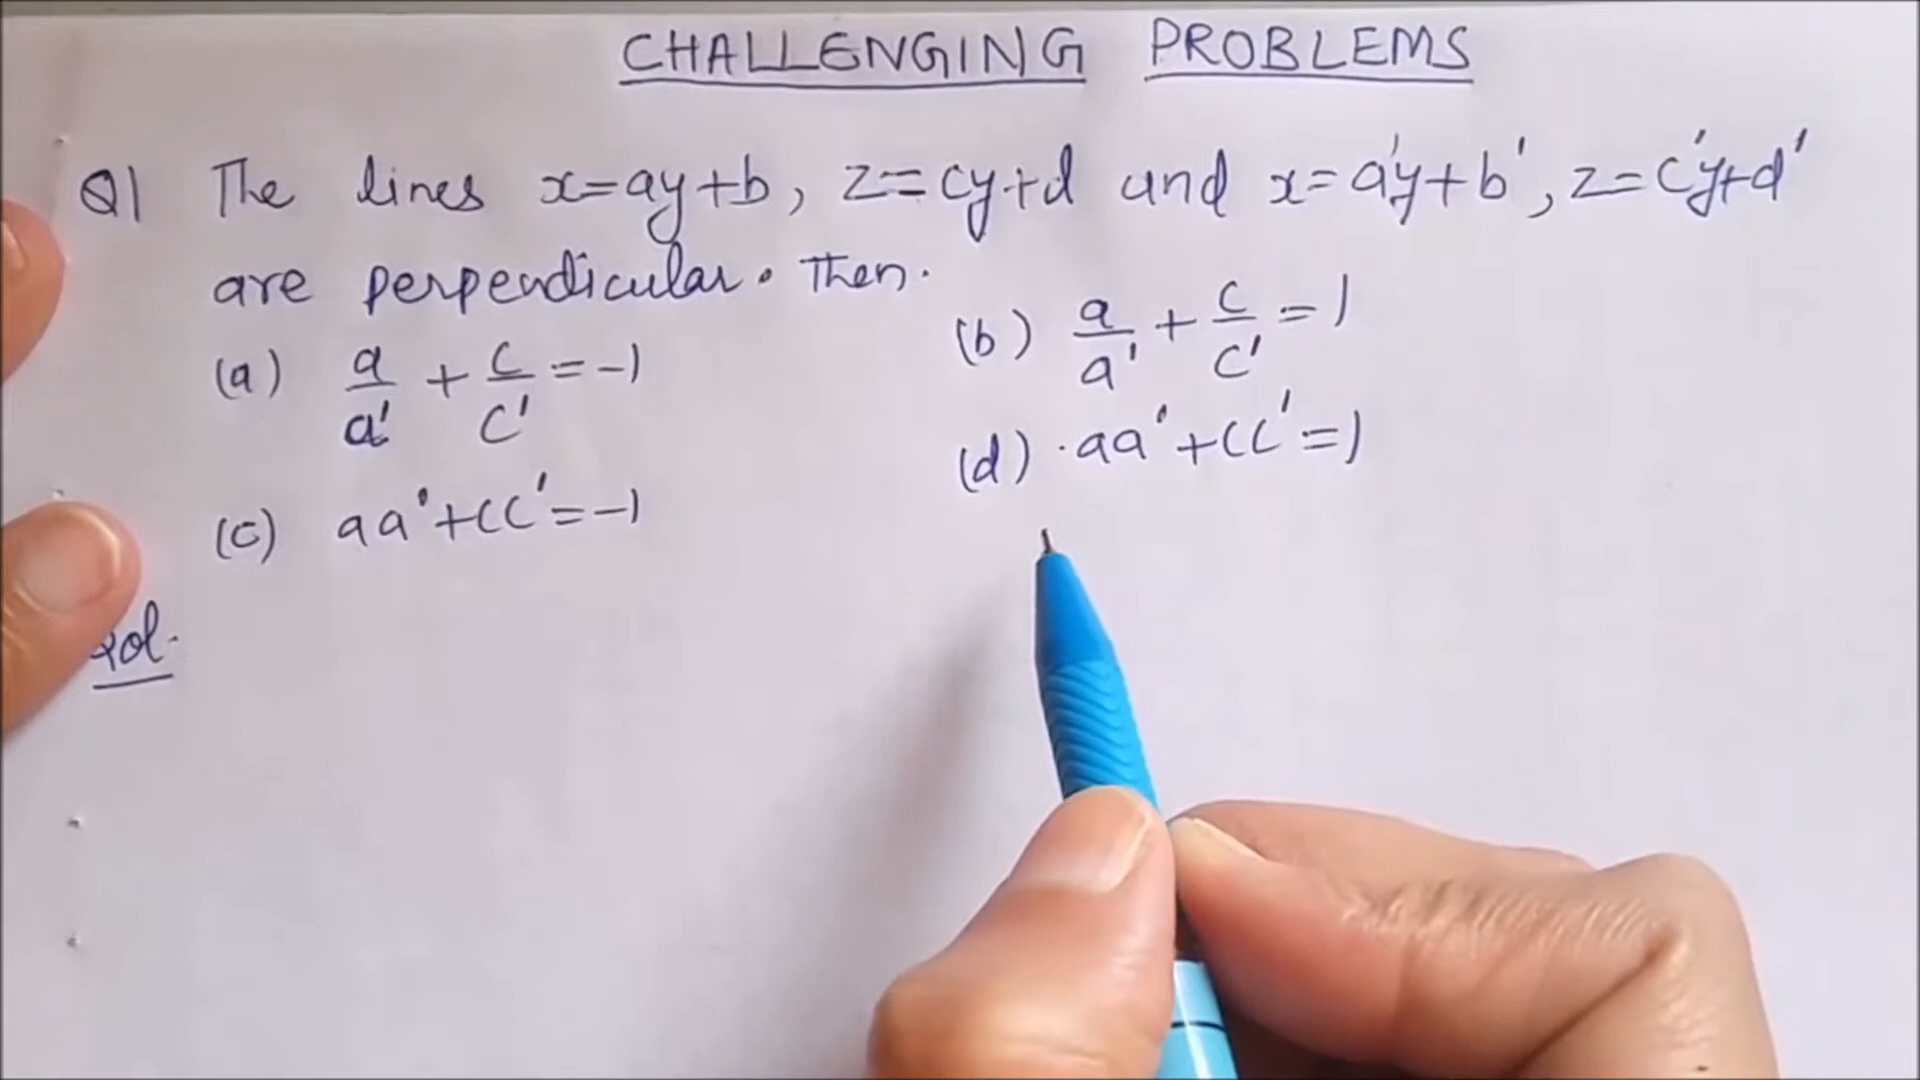 CHALLENGING PROBLEMS
Q1 The lines x=ay+b, z=cy+d and x=a'y+b', z=c'y+d'
are perpendicular. Then.
(a) a/a' + c/c' = -1
(b) a/a' + c/c' = 1
(c) aa'+cc'=-1
(d) aa'+cc'=1
Sol.